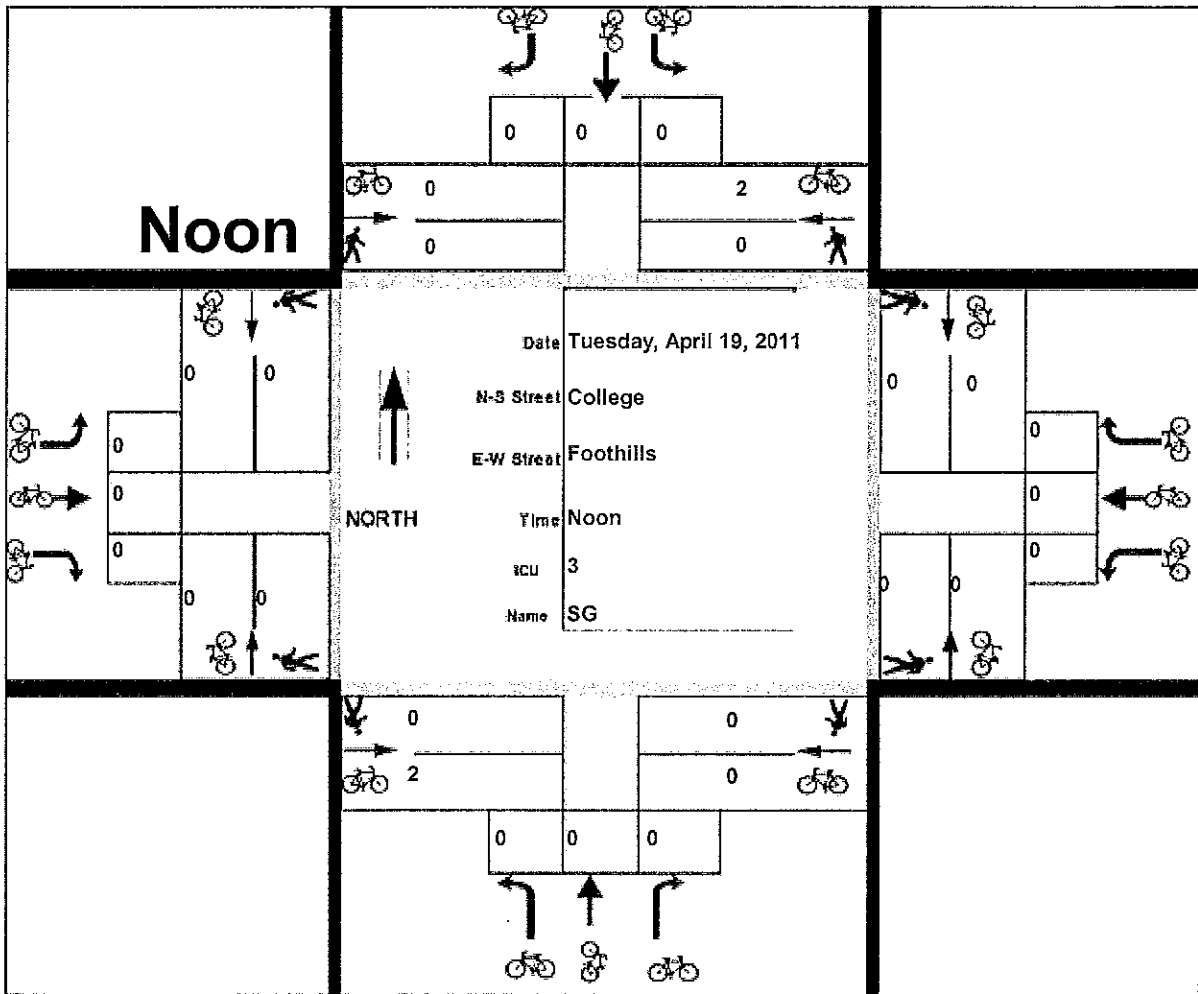 0 0 0
0 2
Noon
0 0
Date Tuesday, April 19, 2011
0 0 0 0
N-S Street College
0 0
E-W Street Foothills
0 0
NORTH Time Noon
0 0
ICU 3
0 0 0 0
Name SG
0 0
2 0
0 0 0